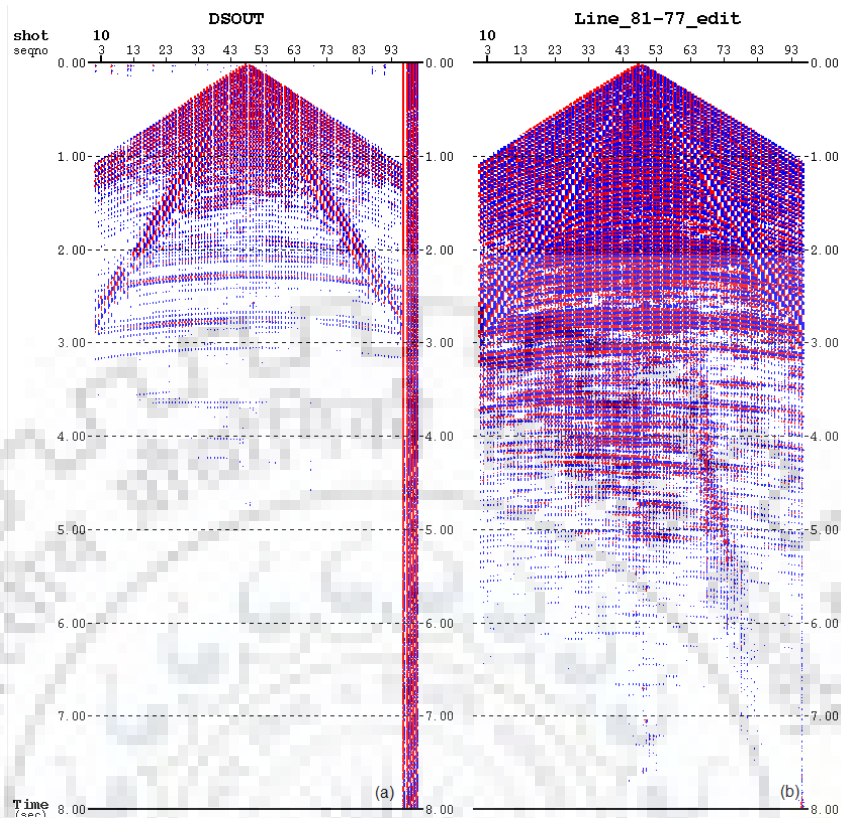 DSOUT
Line_81-77_edit
shot 10 10
seqno 3 13 23 33 43 53 63 73 83 93 3 13 23 33 43 53 63 73 83 93
0.00 0.00 0.00
1.00 1.00 1.00
2.00 2.00 2.00
3.00 3.00 3.00
4.00 4.00 4.00
5.00 5.00 5.00
6.00 6.00 6.00
7.00 7.00 7.00
(a) (b)
Time
8.00 8.00 8.00
(sec)